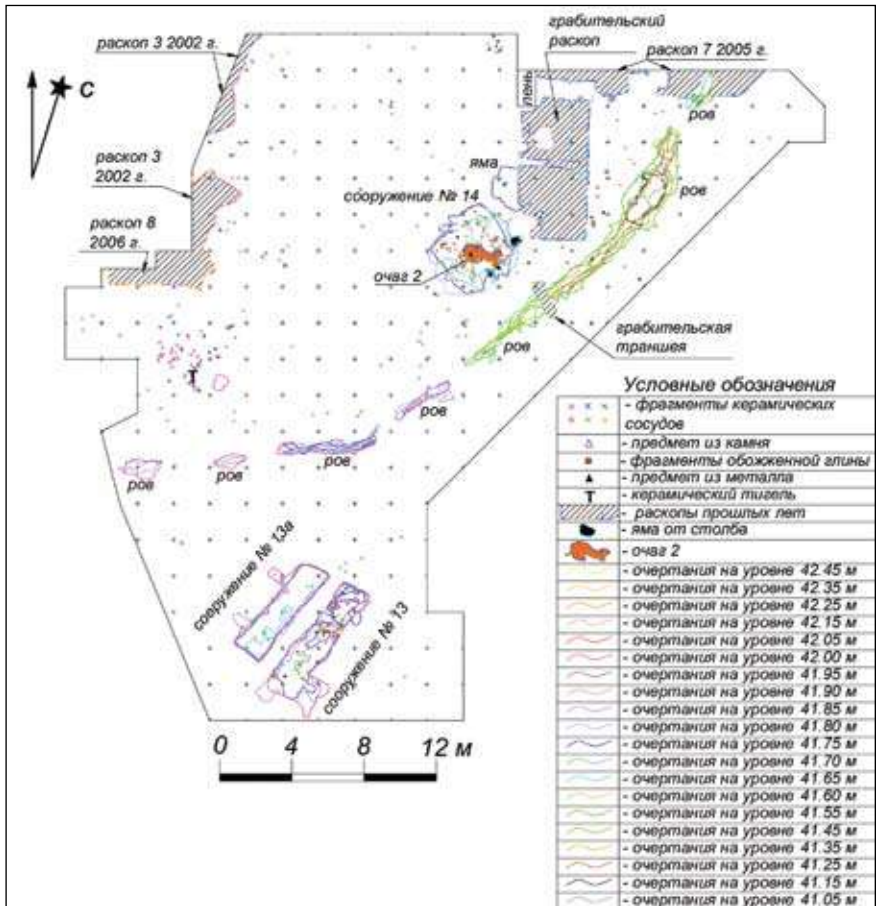 раскоп 3 2002 г.
грабительский
раскоп
раскоп 7 2005 г.
С
пень
ров
раскоп 3
2002 г.
яма
сооружение № 14
ров
раскоп 8
2006 г.
очаг 2
грабительская
траншея
ров
Т
ров
ров
ров
ров
сооружение № 13а
сооружение № 13
0 4 8 12 м
Условные обозначения
- фрагменты керамических
сосудов
- предмет из камня
- фрагменты обожженной глины
- предмет из металла
Т - керамический тигель
- раскопы прошлых лет
- яма от столба
- очаг 2
- очертания на уровне 42.45 м
- очертания на уровне 42.35 м
- очертания на уровне 42.25 м
- очертания на уровне 42.15 м
- очертания на уровне 42.05 м
- очертания на уровне 42.00 м
- очертания на уровне 41.95 м
- очертания на уровне 41.90 м
- очертания на уровне 41.85 м
- очертания на уровне 41.80 м
- очертания на уровне 41.75 м
- очертания на уровне 41.70 м
- очертания на уровне 41.65 м
- очертания на уровне 41.60 м
- очертания на уровне 41.55 м
- очертания на уровне 41.45 м
- очертания на уровне 41.35 м
- очертания на уровне 41.25 м
- очертания на уровне 41.15 м
- очертания на уровне 41.05 м